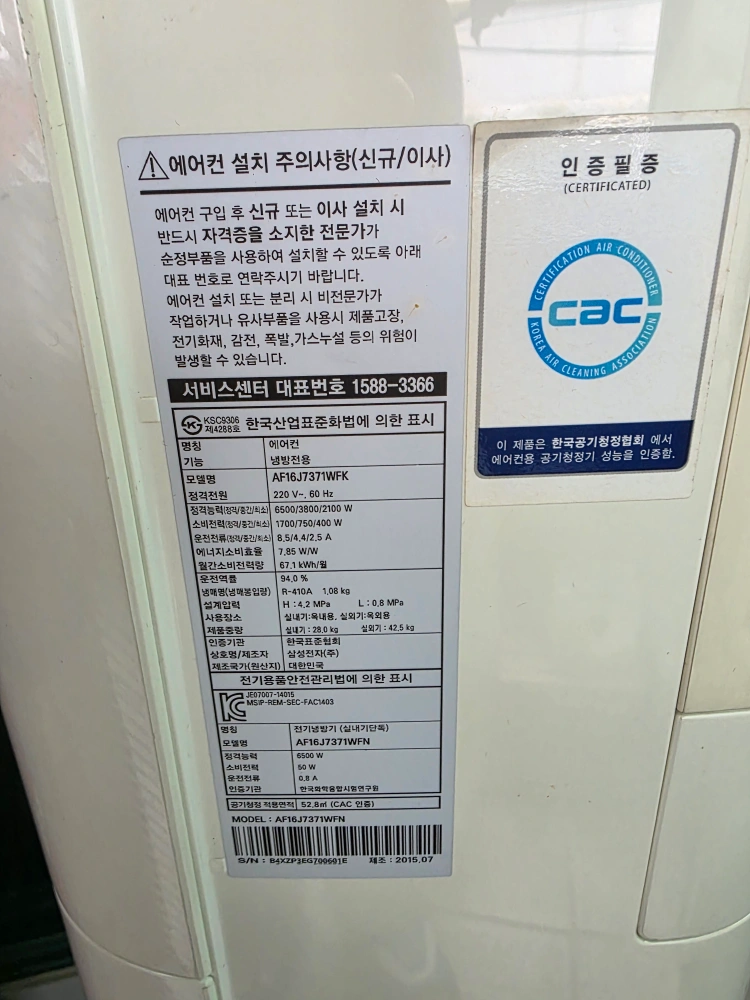 에어컨 설치 주의사항(신규/이사)
에어컨 구입 후 신규 또는 이사 설치 시
반드시 자격증을 소지한 전문가가
순정부품을 사용하여 설치할 수 있도록 아래
대표 번호로 연락주시기 바랍니다.
에어컨 설치 또는 분리 시 비전문가가
작업하거나 유사부품을 사용시 제품고장,
전기화재, 감전, 폭발,가스누설 등의 위험이
발생할 수 있습니다.
서비스센터 대표번호 1588-3366
KSC9306
제4288호
한국산업표준화법에 의한 표시
명칭 에어컨
기능 냉방전용
모델명 AF16J7371WFK
정격전원 220 V~, 60 Hz
정격능력(정격/중간/최소) 6500/3800/2100 W
소비전력(정격/중간/최소) 1700/750/400 W
운전전류(정격/중간/최소) 8.5/4.4/2.5 A
에너지소비효율 7.85 W/W
월간소비전력량 67.1 kWh/월
운전역률 94.0 %
냉매명(냉매봉입량) R-410A 1.08 kg
설계압력 H : 4.2 MPa L : 0.8 MPa
사용장소 실내기:옥내용, 실외기:옥외용
제품중량 실내기 : 28.0 kg 실외기 : 42.5 kg
인증기관 한국표준협회
상호명/제조자 삼성전자(주)
제조국가(원산지) 대한민국
전기용품안전관리법에 의한 표시
JE07007-14015
MSIP-REM-SEC-FAC1403
명칭 전기냉방기 (실내기단독)
모델명 AF16J7371WFN
정격능력 6500 W
소비전력 50 W
운전전류 0.8 A
인증기관 한국화학융합시험연구원
공기청정 적용면적 52.8㎡ (CAC 인증)
MODEL : AF16J7371WFN
S/N : B4XZP3EG700601E 제조 : 2015.07
인증필증
(CERTIFICATED)
CERTIFICATION AIR CONDITIONER
cac
KOREA AIR CLEANING ASSOCIATION
이 제품은 한국공기청정협회 에서
에어컨용 공기청정기 성능을 인증함.